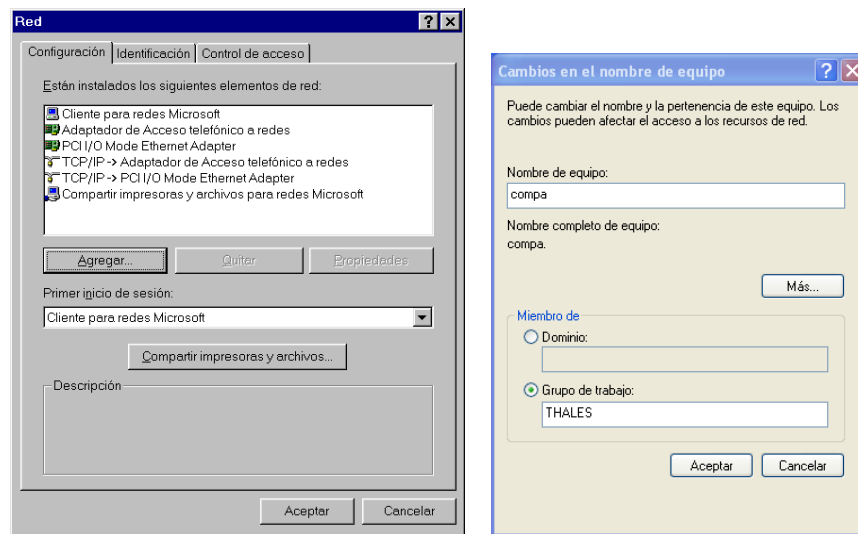 Red
Configuración Identificación Control de acceso
Están instalados los siguientes elementos de red:
Cliente para redes Microsoft
Adaptador de Acceso telefónico a redes
PCI I/O Mode Ethernet Adapter
TCP/IP -> Adaptador de Acceso telefónico a redes
TCP/IP -> PCI I/O Mode Ethernet Adapter
Compartir impresoras y archivos para redes Microsoft
Agregar... Quitar Propiedades
Primer inicio de sesión:
Cliente para redes Microsoft
Compartir impresoras y archivos...
Descripción
Aceptar Cancelar
Cambios en el nombre de equipo
Puede cambiar el nombre y la pertenencia de este equipo. Los
cambios pueden afectar el acceso a los recursos de red.
Nombre de equipo:
compa
Nombre completo de equipo:
compa.
Más...
Miembro de
Dominio:
Grupo de trabajo:
THALES
Aceptar Cancelar